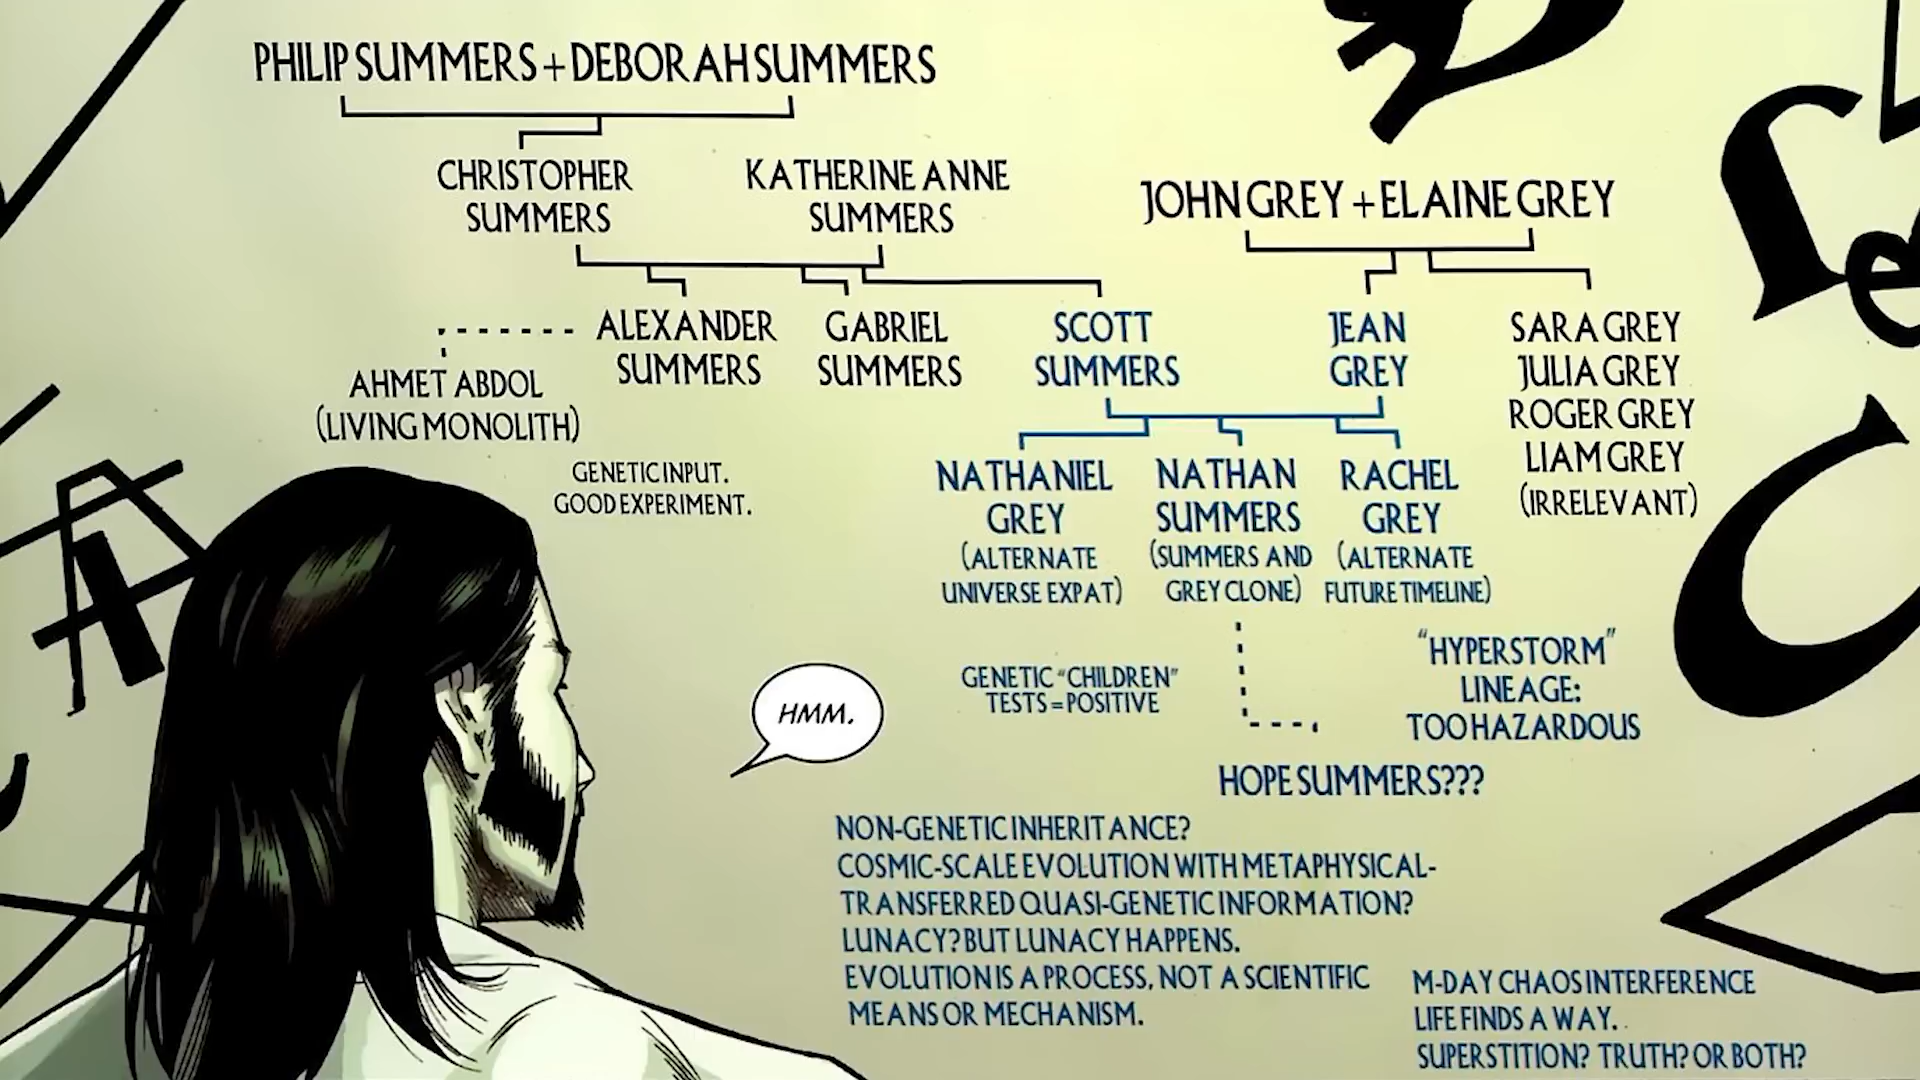 PHILIP SUMMERS + DEBORAH SUMMERS
CHRISTOPHER
SUMMERS
KATHERINE ANNE
SUMMERS
JOHN GREY + ELAINE GREY
ALEXANDER
SUMMERS
GABRIEL
SUMMERS
SCOTT
SUMMERS
JEAN
GREY
SARA GREY
JULIA GREY
ROGER GREY
LIAM GREY
(IRRELEVANT)
AHMET ABDOL
(LIVING MONOLITH)
GENETIC INPUT.
GOOD EXPERIMENT.
NATHANIEL
GREY
(ALTERNATE
UNIVERSE EXPAT)
NATHAN
SUMMERS
(SUMMERS AND
GREY CLONE)
RACHEL
GREY
(ALTERNATE
FUTURE TIMELINE)
GENETIC "CHILDREN"
TESTS = POSITIVE
"HYPERSTORM"
LINEAGE:
TOO HAZARDOUS
HMM.
HOPE SUMMERS???
NON-GENETIC INHERITANCE?
COSMIC-SCALE EVOLUTION WITH METAPHYSICAL-
TRANSFERRED QUASI-GENETIC INFORMATION?
LUNACY? BUT LUNACY HAPPENS.
EVOLUTION IS A PROCESS, NOT A SCIENTIFIC
MEANS OR MECHANISM.
M-DAY CHAOS INTERFERENCE
LIFE FINDS A WAY.
SUPERSTITION? TRUTH? OR BOTH?